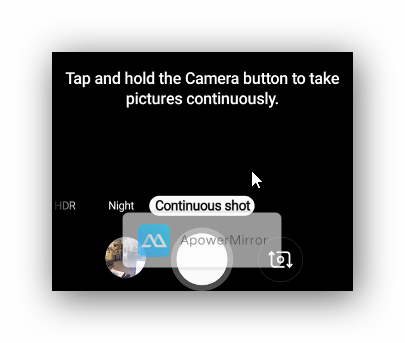 Tap and hold the Camera button to take
pictures continuously.
HDR
Night
Continuous shot
ApowerMirror